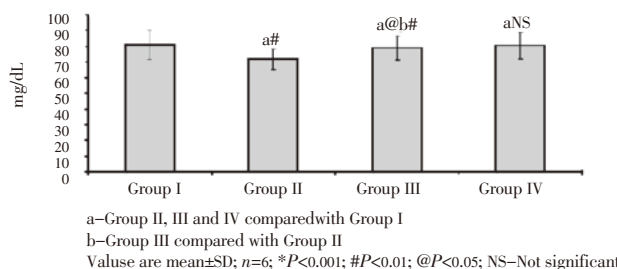 100
90
80
70
60
50
40
30
20
10
0
mg/dL
a#
a@b#
aNS
Group I Group II Group III Group IV
a–Group II, III and IV comparedwith Group I
b–Group III compared with Group II
Valuse are mean±SD; n=6; *P<0.001; #P<0.01; @P<0.05; NS–Not significant